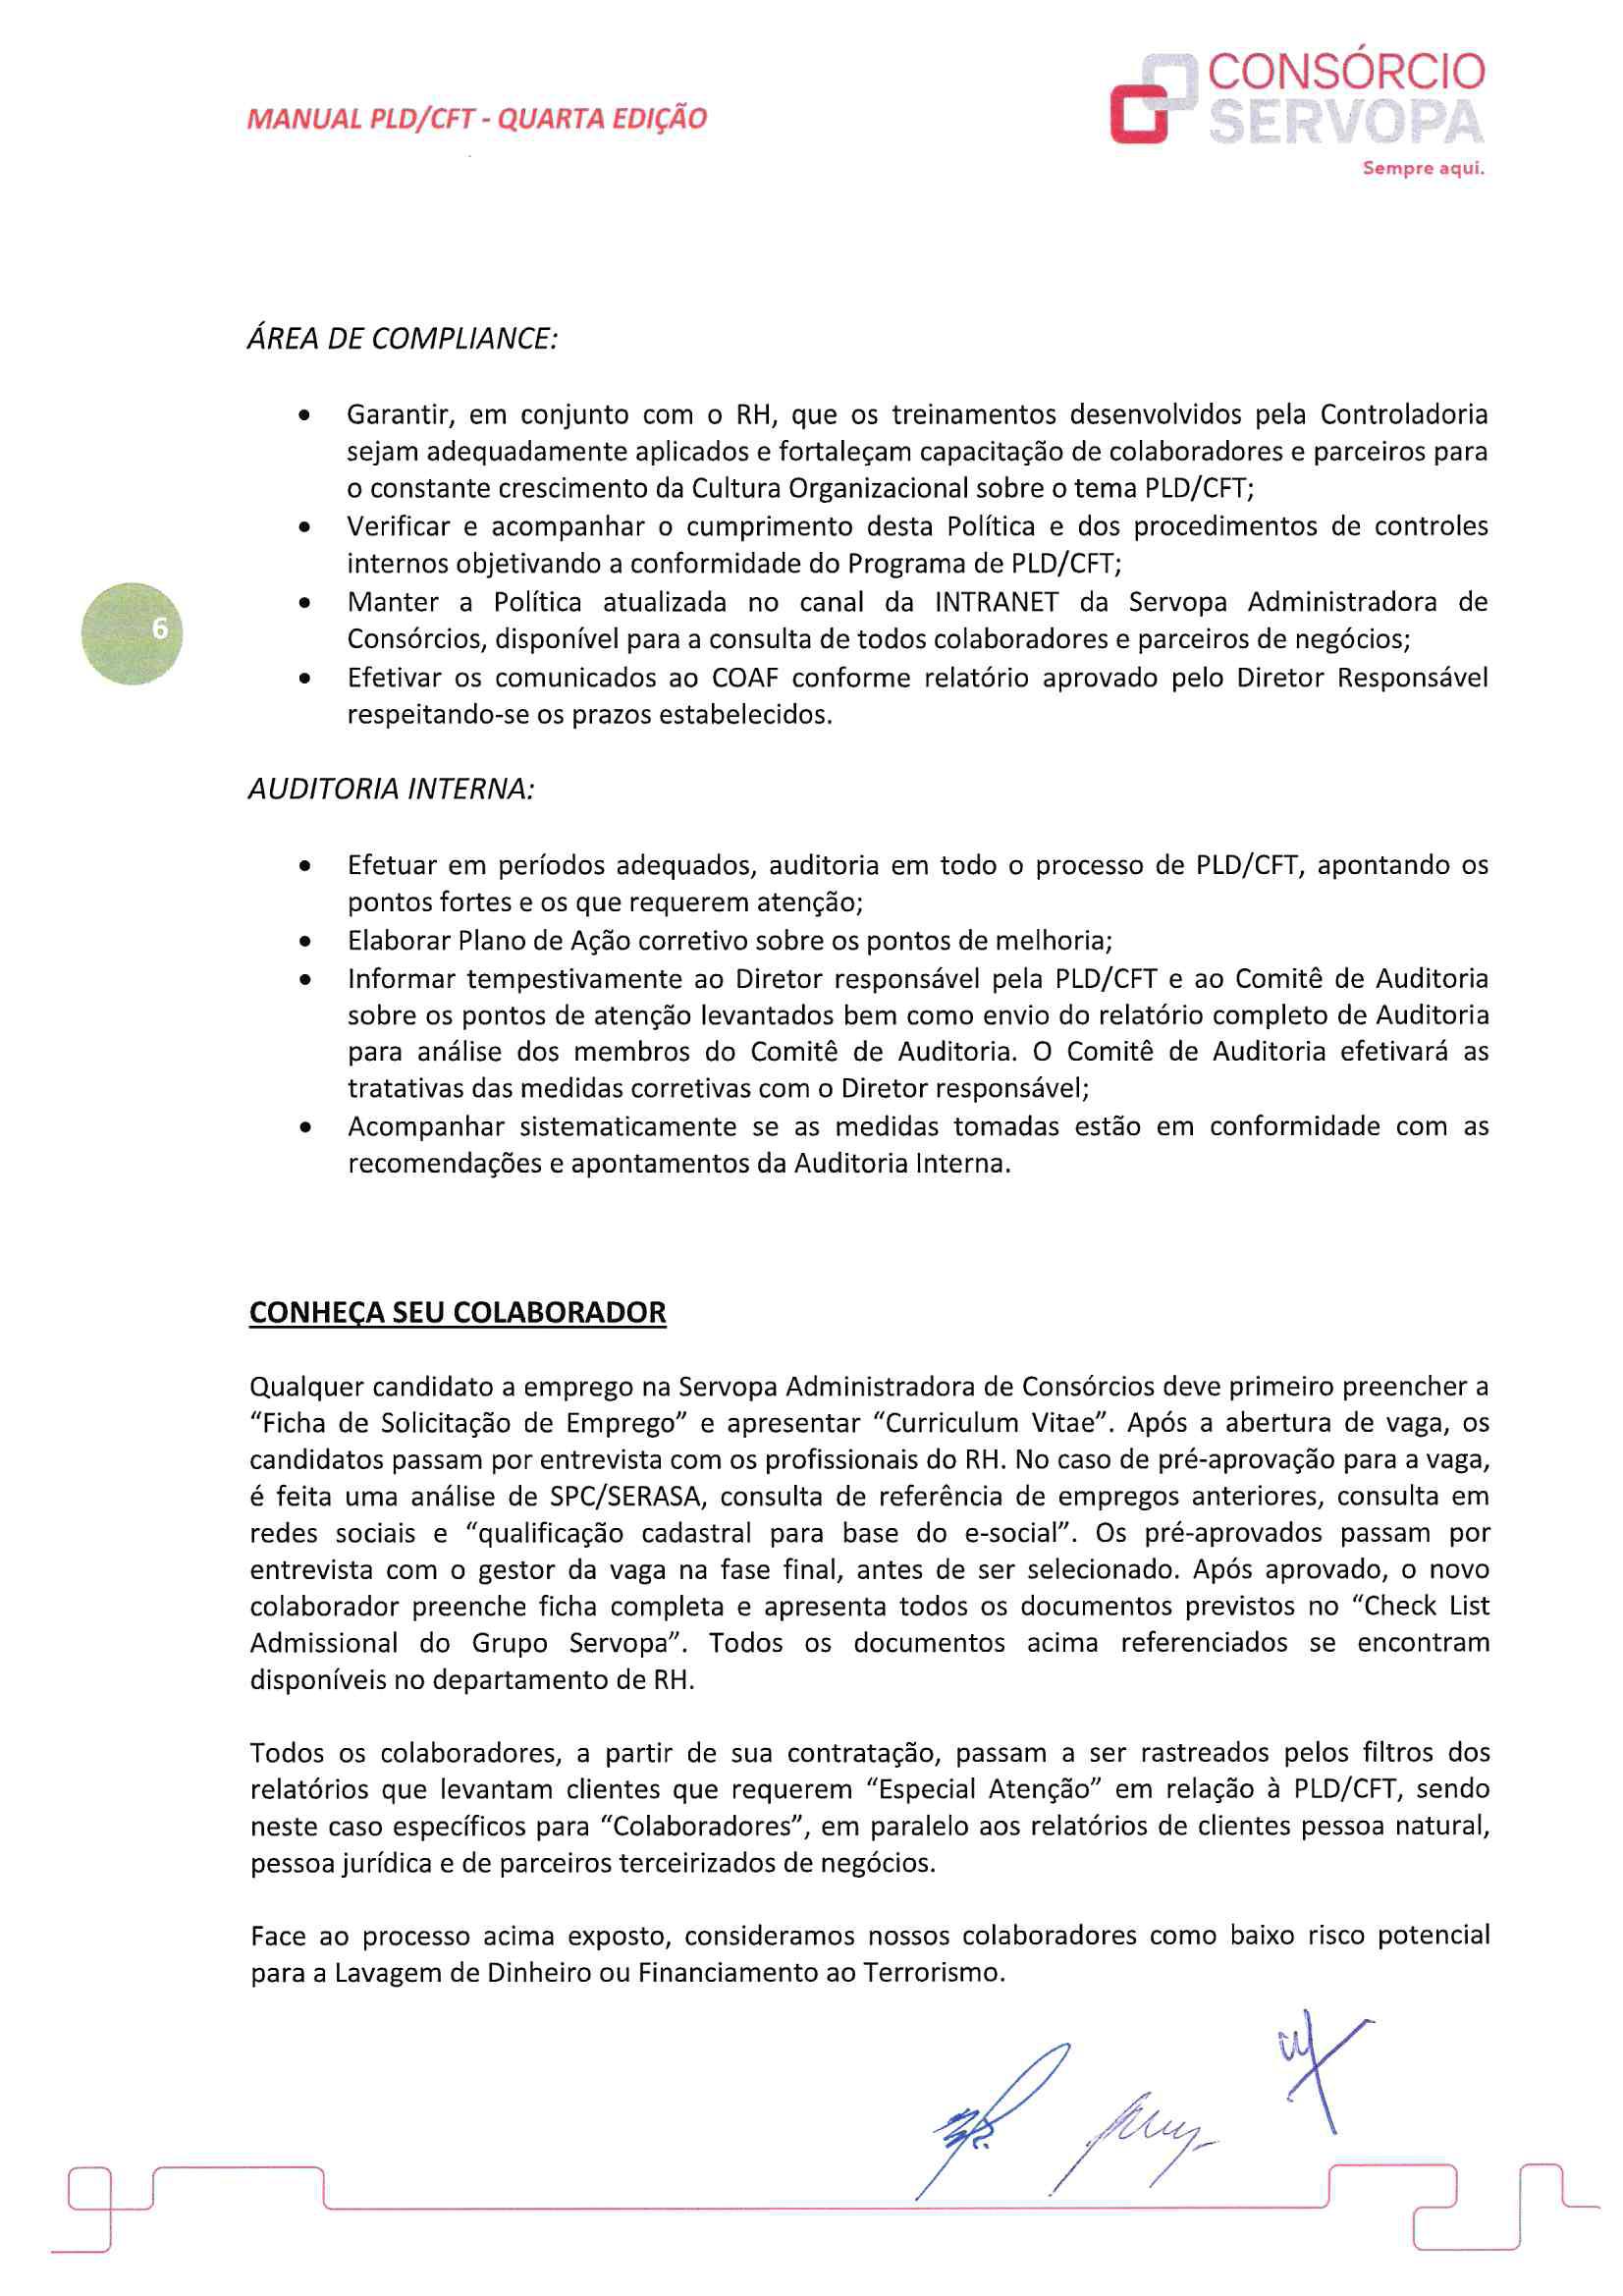 MANUAL PLD/CFT - QUARTA EDIÇÃO
CONSÓRCIO
SERVOPA
Sempre aqui.
ÁREA DE COMPLIANCE:
• Garantir, em conjunto com o RH, que os treinamentos desenvolvidos pela Controladoria
sejam adequadamente aplicados e fortaleçam capacitação de colaboradores e parceiros para
o constante crescimento da Cultura Organizacional sobre o tema PLD/CFT;
• Verificar e acompanhar o cumprimento desta Política e dos procedimentos de controles
internos objetivando a conformidade do Programa de PLD/CFT;
• Manter a Política atualizada no canal da INTRANET da Servopa Administradora de
6
Consórcios, disponível para a consulta de todos colaboradores e parceiros de negócios;
• Efetivar os comunicados ao COAF conforme relatório aprovado pelo Diretor Responsável
respeitando-se os prazos estabelecidos.
AUDITORIA INTERNA:
• Efetuar em períodos adequados, auditoria em todo o processo de PLD/CFT, apontando os
pontos fortes e os que requerem atenção;
• Elaborar Plano de Ação corretivo sobre os pontos de melhoria;
• Informar tempestivamente ao Diretor responsável pela PLD/CFT e ao Comitê de Auditoria
sobre os pontos de atenção levantados bem como envio do relatório completo de Auditoria
para análise dos membros do Comitê de Auditoria. O Comitê de Auditoria efetivará as
tratativas das medidas corretivas com o Diretor responsável;
• Acompanhar sistematicamente se as medidas tomadas estão em conformidade com as
recomendações e apontamentos da Auditoria Interna.
CONHEÇA SEU COLABORADOR
Qualquer candidato a emprego na Servopa Administradora de Consórcios deve primeiro preencher a
“Ficha de Solicitação de Emprego” e apresentar “Curriculum Vitae”. Após a abertura de vaga, os
candidatos passam por entrevista com os profissionais do RH. No caso de pré-aprovação para a vaga,
é feita uma análise de SPC/SERASA, consulta de referência de empregos anteriores, consulta em
redes sociais e “qualificação cadastral para base do e-social”. Os pré-aprovados passam por
entrevista com o gestor da vaga na fase final, antes de ser selecionado. Após aprovado, o novo
colaborador preenche ficha completa e apresenta todos os documentos previstos no “Check List
Admissional do Grupo Servopa”. Todos os documentos acima referenciados se encontram
disponíveis no departamento de RH.
Todos os colaboradores, a partir de sua contratação, passam a ser rastreados pelos filtros dos
relatórios que levantam clientes que requerem “Especial Atenção” em relação à PLD/CFT, sendo
neste caso específicos para “Colaboradores”, em paralelo aos relatórios de clientes pessoa natural,
pessoa jurídica e de parceiros terceirizados de negócios.
Face ao processo acima exposto, consideramos nossos colaboradores como baixo risco potencial
para a Lavagem de Dinheiro ou Financiamento ao Terrorismo.